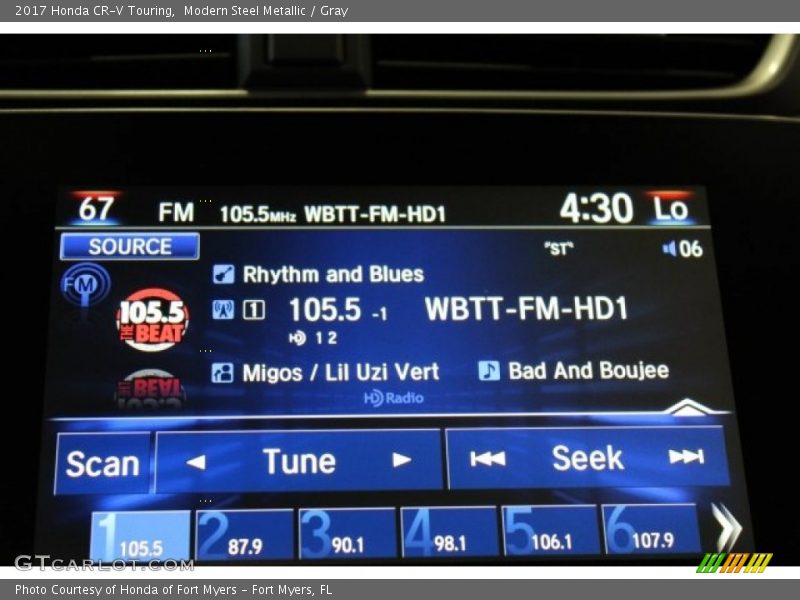 2017 Honda CR-V Touring,  Modern Steel Metallic / Gray
67 FM 105.5MHz WBTT-FM-HD1 4:30 Lo
SOURCE "ST" 06
FM Rhythm and Blues
105.5 THE BEAT
1 105.5 -1 WBTT-FM-HD1
HD 1 2
Migos / Lil Uzi Vert Bad And Boujee
HD Radio
Scan Tune Seek
1 105.5 2 87.9 3 90.1 4 98.1 5 106.1 6 107.9
GTCARLOT.COM
Photo Courtesy of Honda of Fort Myers - Fort Myers, FL